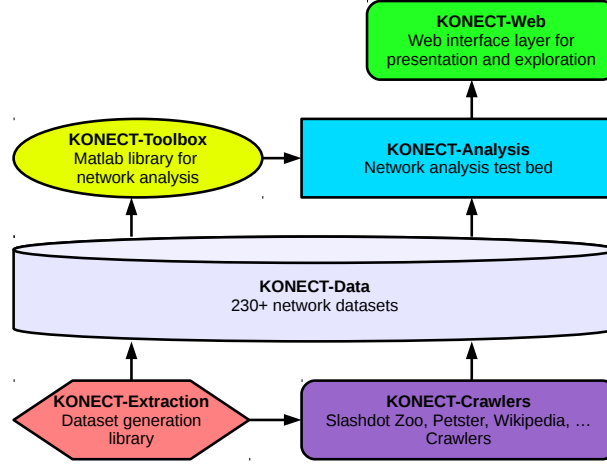 KONECT-Web
Web interface layer for
presentation and exploration
KONECT-Toolbox
Matlab library for
network analysis
KONECT-Analysis
Network analysis test bed
KONECT-Data
230+ network datasets
KONECT-Extraction
Dataset generation
library
KONECT-Crawlers
Slashdot Zoo, Petster, Wikipedia, …
Crawlers